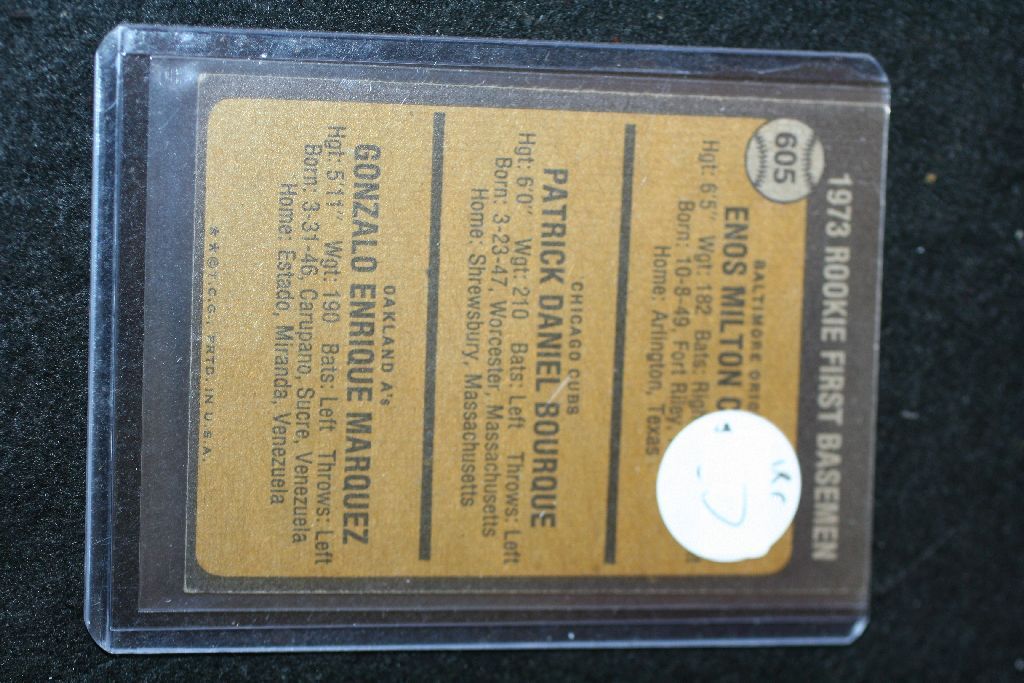 1973 ROOKIE FIRST BASEMEN
605
BALTIMORE ORIO
ENOS MILTON C
Hgt: 6'5" Wgt: 182 Bats: Righ
Born: 10-8-49, Fort Riley,
Home: Arlington, Texas
CHICAGO CUBS
PATRICK DANIEL BOURQUE
Hgt: 6'0" Wgt: 210 Bats: Left Throws: Left
Born: 3-23-47, Worcester, Massachusetts
Home: Shrewsbury, Massachusetts
OAKLAND A's
GONZALO ENRIQUE MARQUEZ
Hgt: 5'11" Wgt: 190 Bats: Left Throws: Left
Born: 3-31-46, Carupano, Sucre, Venezuela
Home: Estado, Miranda, Venezuela
**©T.C.G., PRTD. IN U.S.A.